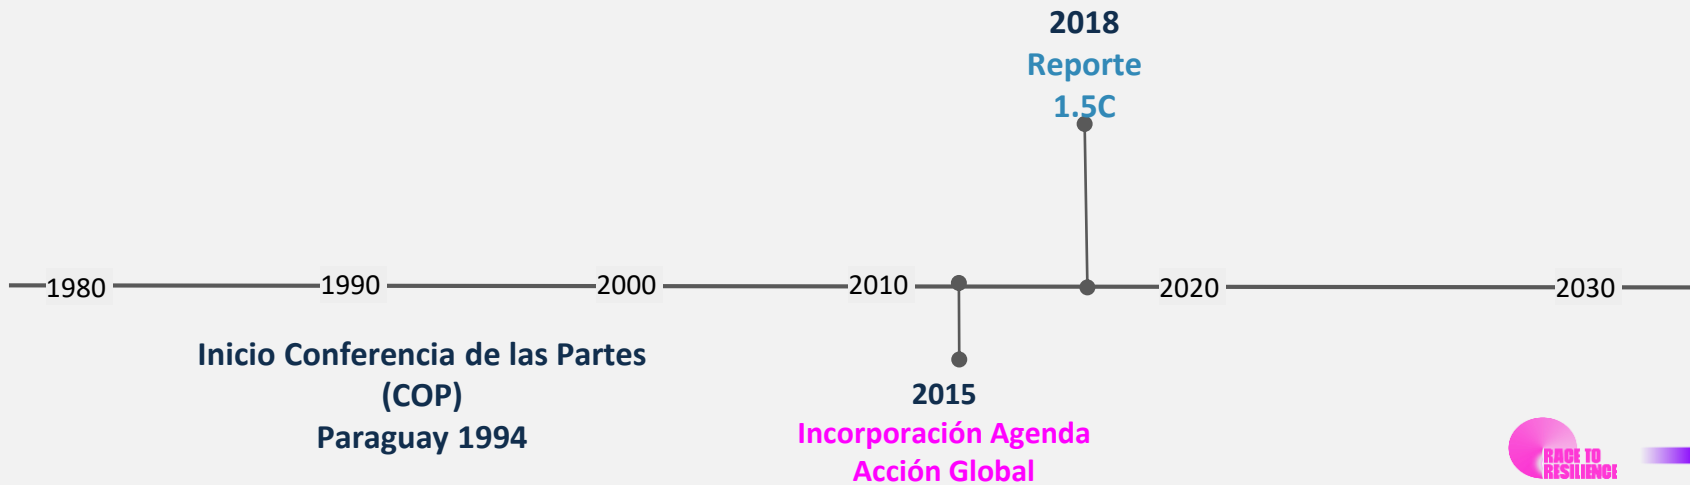 2018
Reporte
1.5C
1980
1990
2000
2010
2020
2030
Inicio Conferencia de las Partes
(COP)
Paraguay 1994
2015
Incorporación Agenda
Acción Global
RACE TO
RESILIENCE